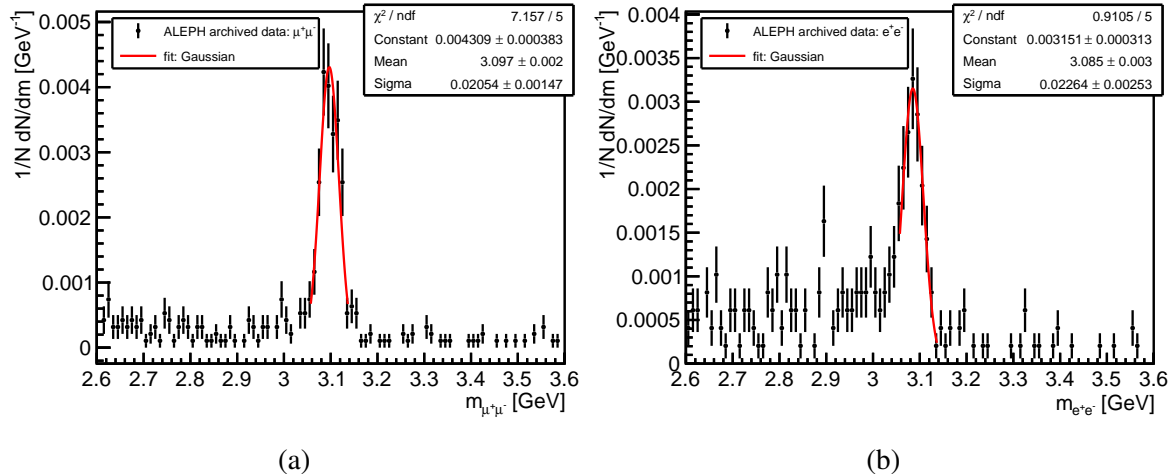 ALEPH archived data: μ⁺μ⁻
fit: Gaussian
χ² / ndf 7.157 / 5
Constant 0.004309 ± 0.000383
Mean 3.097 ± 0.002
Sigma 0.02054 ± 0.00147
1/N dN/dm [GeV⁻¹]
0.005
0.004
0.003
0.002
0.001
0
2.6 2.7 2.8 2.9 3 3.1 3.2 3.3 3.4 3.5 3.6
m_μ⁺μ⁻ [GeV]
(a)
ALEPH archived data: e⁺e⁻
fit: Gaussian
χ² / ndf 0.9105 / 5
Constant 0.003151 ± 0.000313
Mean 3.085 ± 0.003
Sigma 0.02264 ± 0.00253
1/N dN/dm [GeV⁻¹]
0.004
0.0035
0.003
0.0025
0.002
0.0015
0.001
0.0005
0
2.6 2.7 2.8 2.9 3 3.1 3.2 3.3 3.4 3.5 3.6
m_e⁺e⁻ [GeV]
(b)